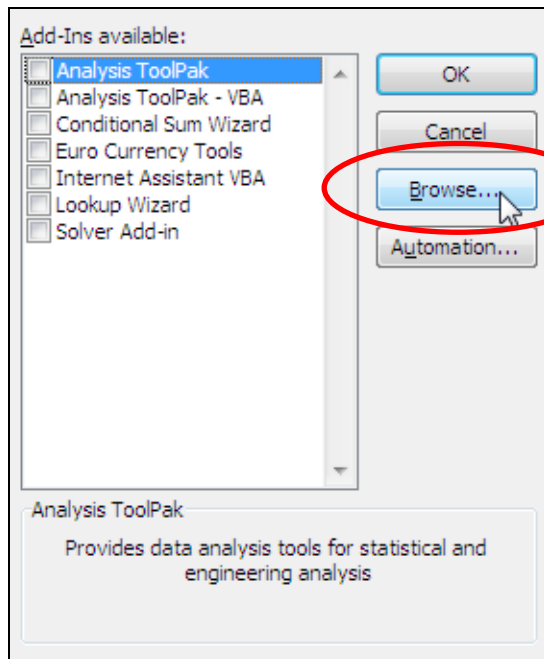 Add-Ins available:
Analysis ToolPak
Analysis ToolPak - VBA
Conditional Sum Wizard
Euro Currency Tools
Internet Assistant VBA
Lookup Wizard
Solver Add-in
OK
Cancel
Browse...
Automation...
Analysis ToolPak
Provides data analysis tools for statistical and
engineering analysis